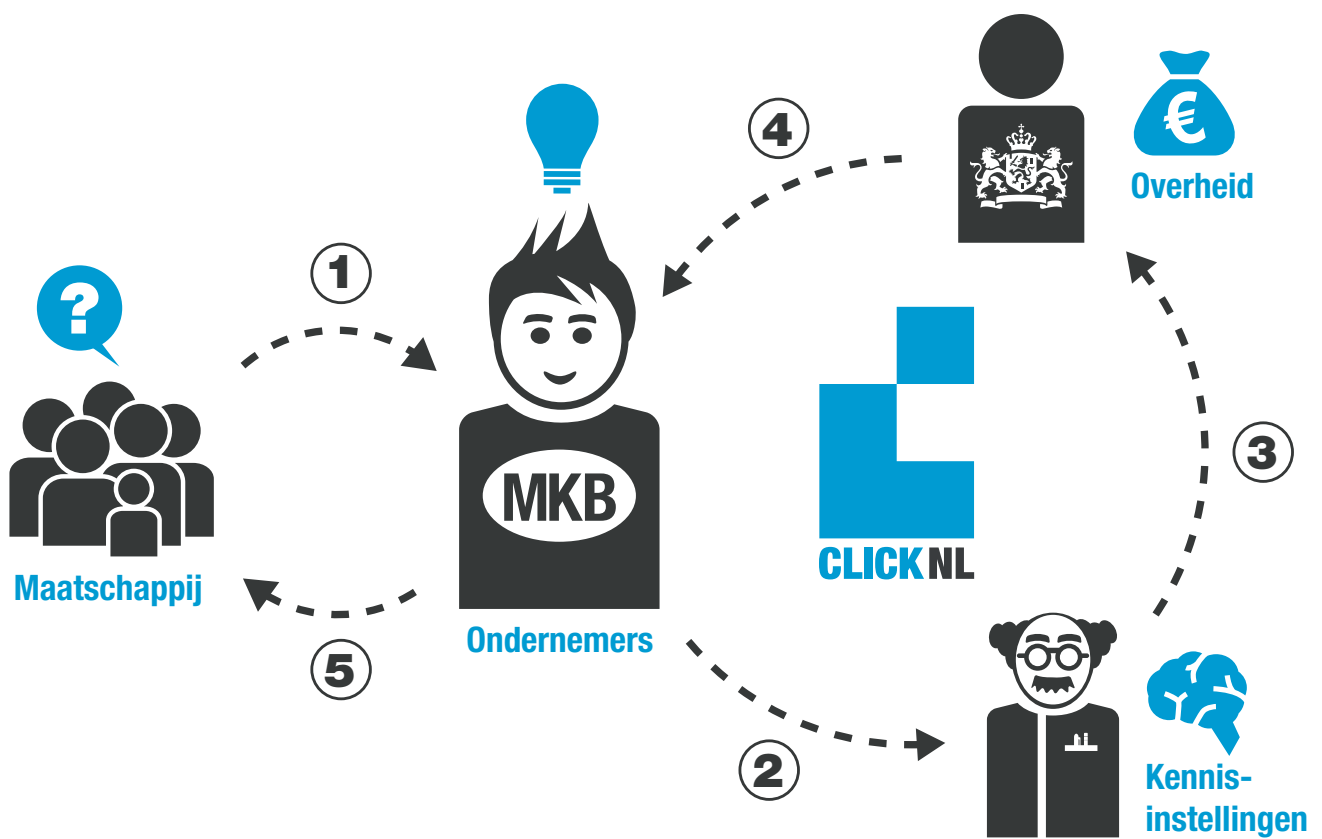 4
€
Overheid
1
?
3
MKB
CLICKNL
Maatschappij
Ondernemers
5
2
Kennis-
instellingen